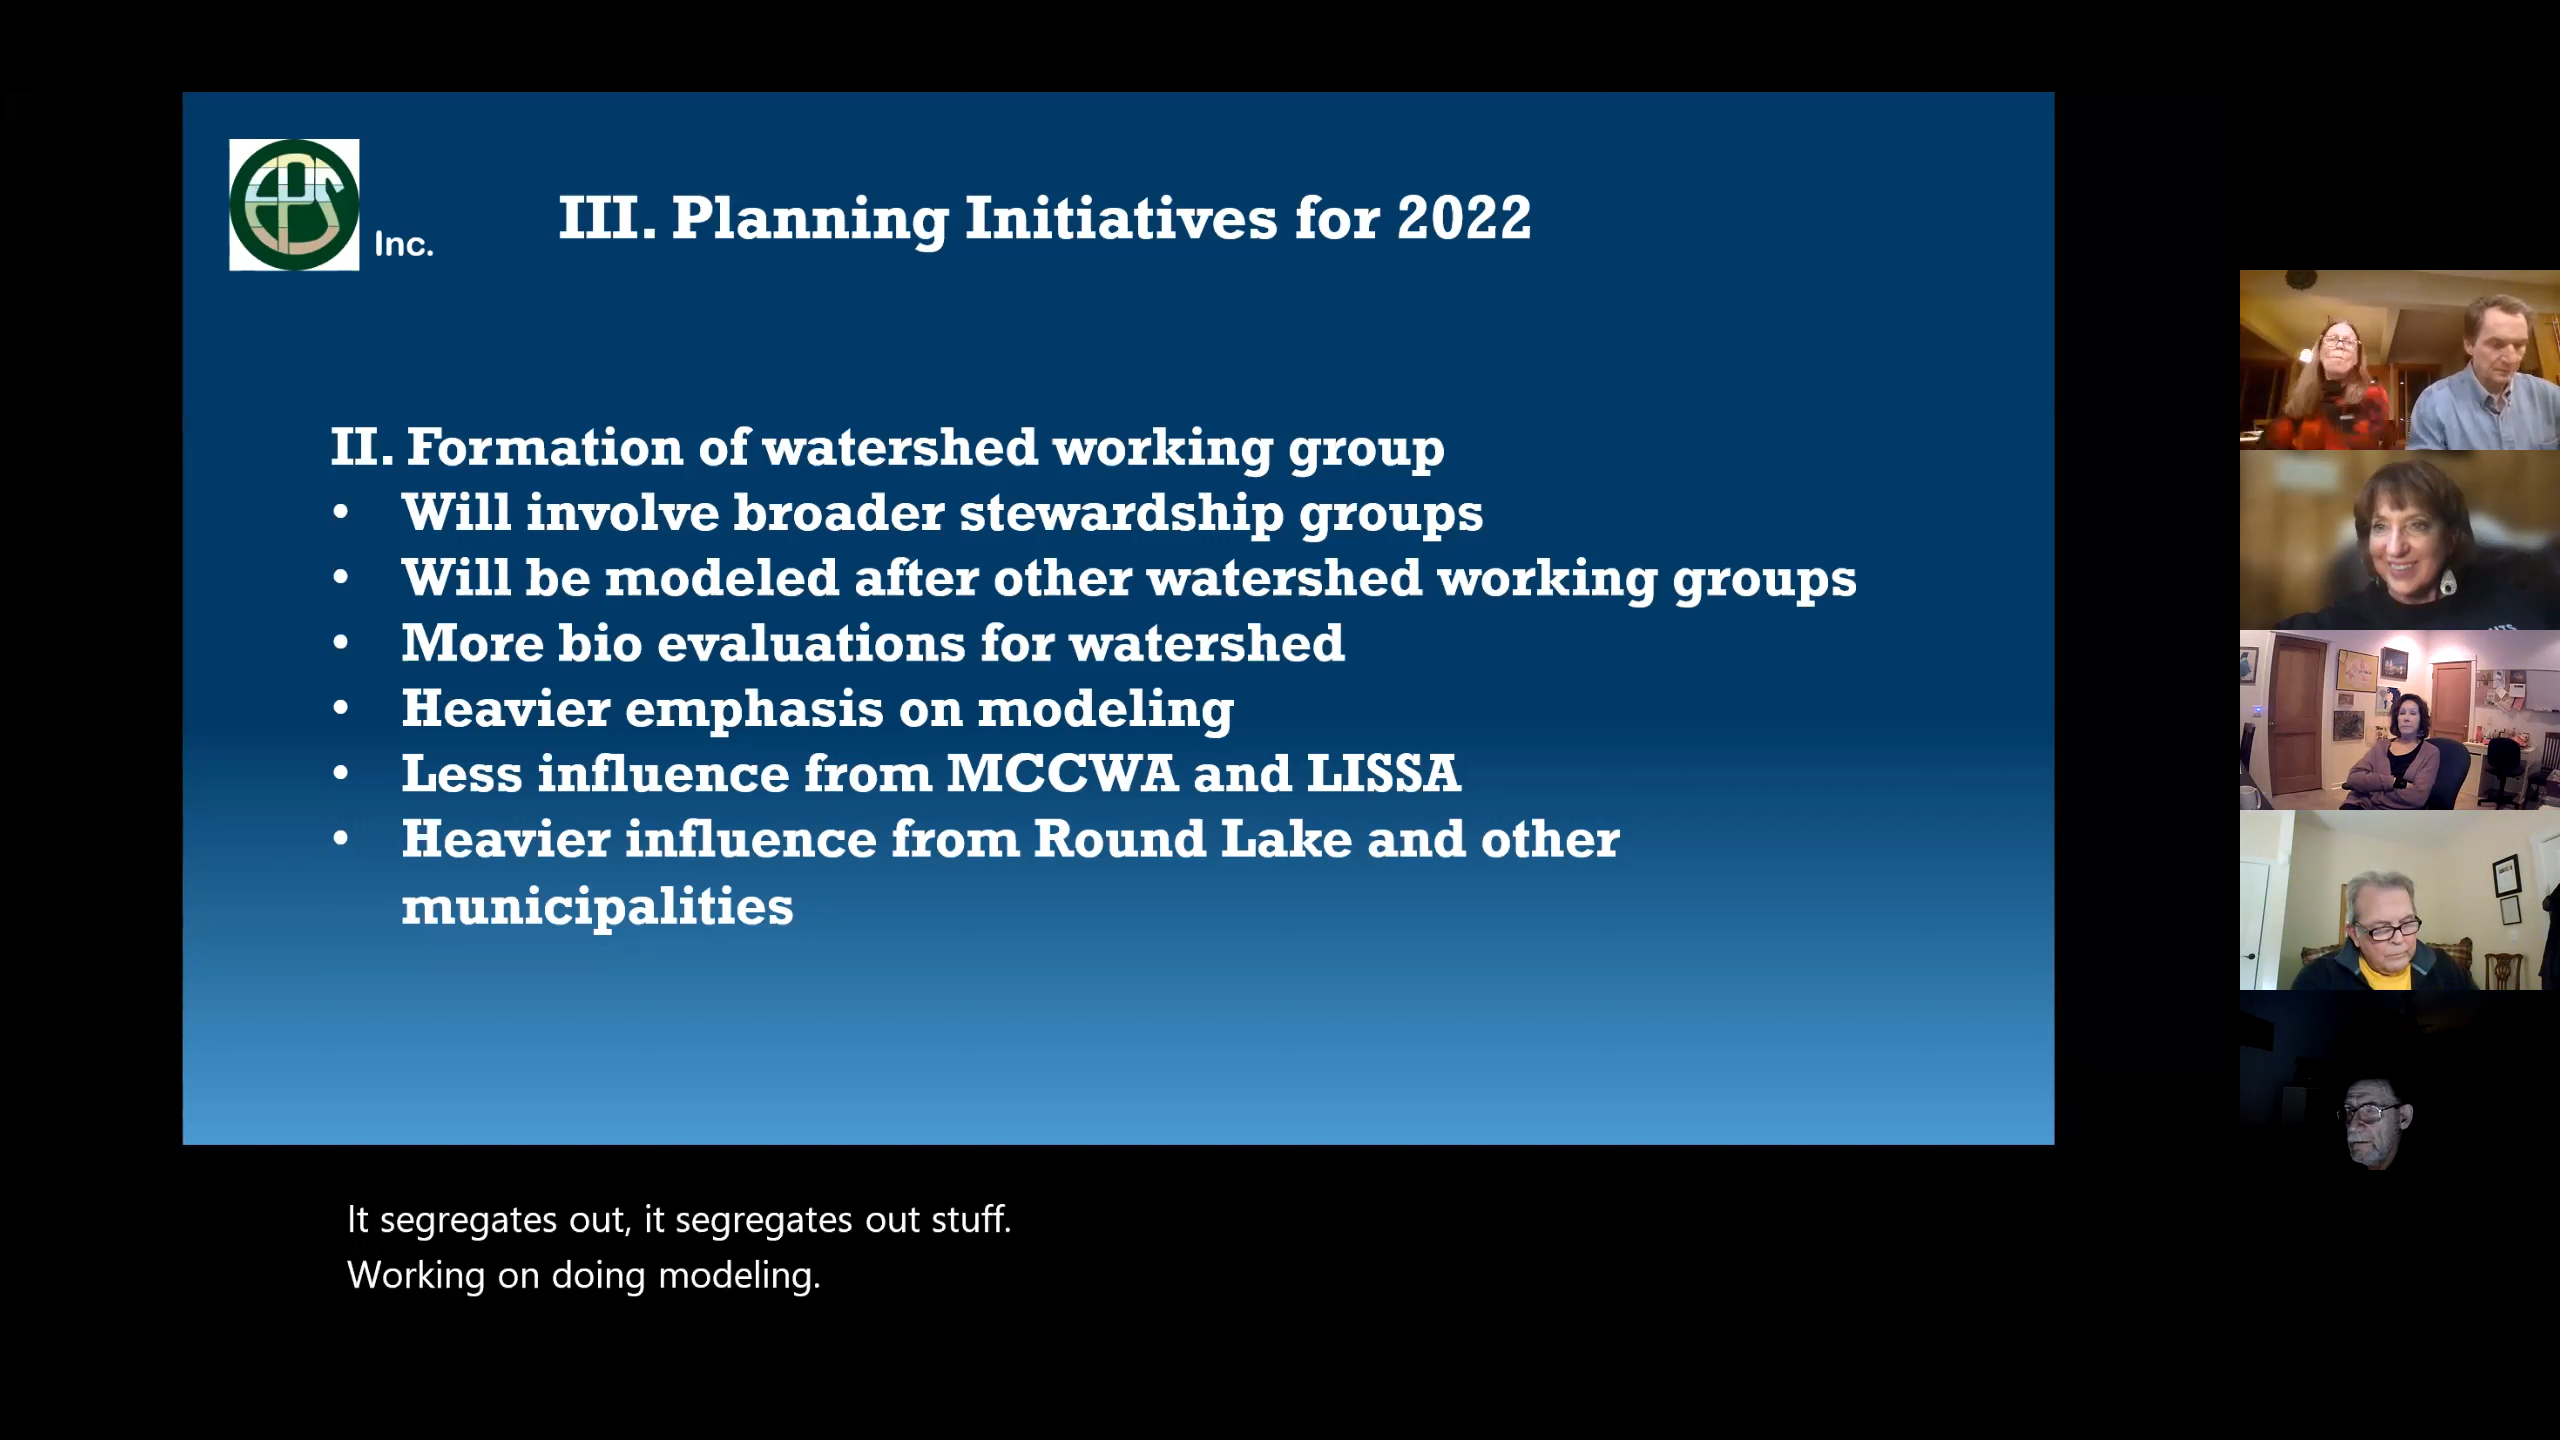 EPS
Inc.
III. Planning Initiatives for 2022
II. Formation of watershed working group
• Will involve broader stewardship groups
• Will be modeled after other watershed working groups
• More bio evaluations for watershed
• Heavier emphasis on modeling
• Less influence from MCCWA and LISSA
• Heavier influence from Round Lake and other
municipalities
It segregates out, it segregates out stuff.
Working on doing modeling.